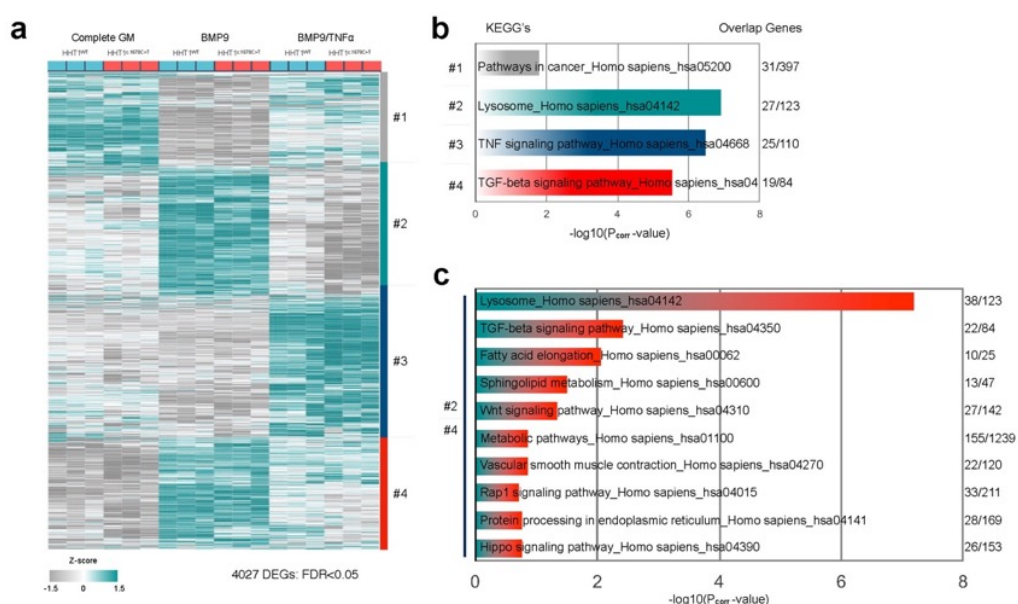 a
Complete GM BMP9 BMP9/TNFα
#1
#2
#3
#4
Z-score
-1.5 0 1.5
4027 DEGs: FDR<0.05
b
KEGG's Overlap Genes
#1 Pathways in cancer_Homo sapiens_hsa05200 31/397
#2 Lysosome_Homo sapiens_hsa04142 27/123
#3 TNF signaling pathway_Homo sapiens_hsa04668 25/110
#4 TGF-beta signaling pathway_Homo sapiens_hsa04 19/84
0 2 4 6 8
-log10(Pcorr-value)
c
Lysosome_Homo sapiens_hsa04142 38/123
TGF-beta signaling pathway_Homo sapiens_hsa04350 22/84
Fatty acid elongation_Homo sapiens_hsa00062 10/25
Sphingolipid metabolism_Homo sapiens_hsa00600 13/47
#2 Wnt signaling pathway_Homo sapiens_hsa04310 27/142
#4 Metabolic pathways_Homo sapiens_hsa01100 155/1239
Vascular smooth muscle contraction_Homo sapiens_hsa04270 22/120
Rap1 signaling pathway_Homo sapiens_hsa04015 33/211
Protein processing in endoplasmic reticulum_Homo sapiens_hsa04141 28/169
Hippo signaling pathway_Homo sapiens_hsa04390 26/153
0 2 4 6 8
-log10(Pcorr-value)